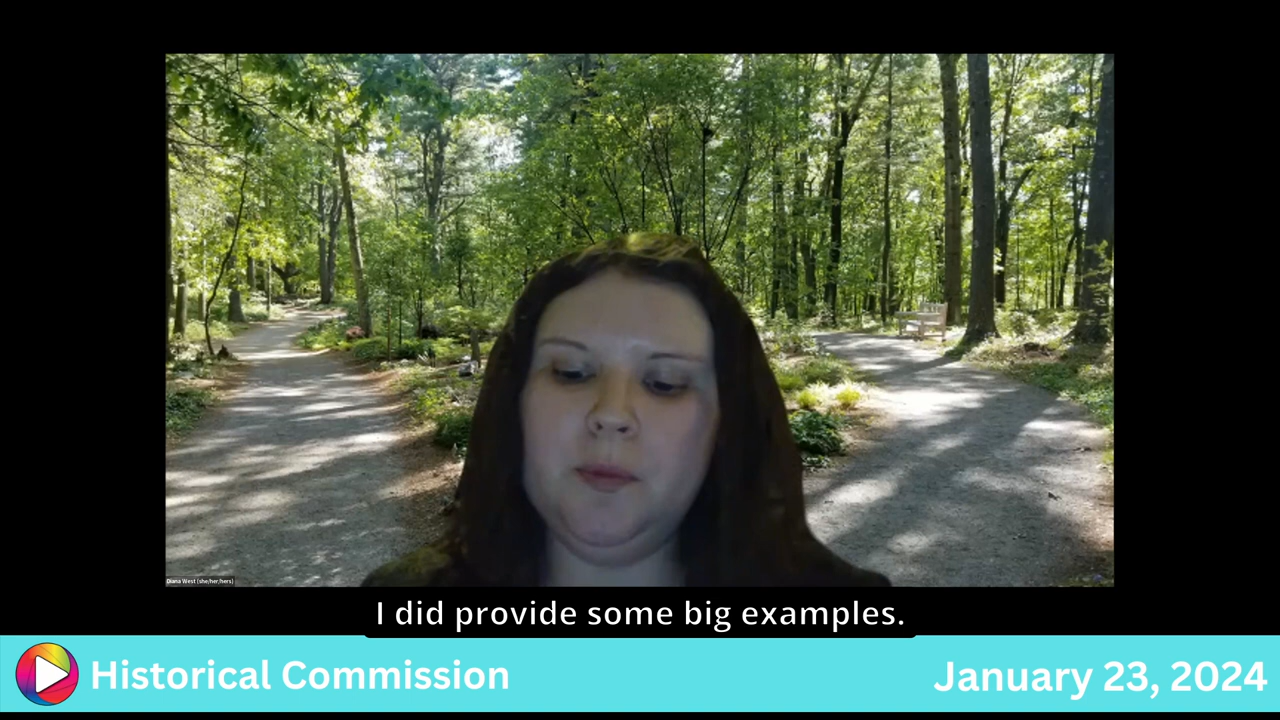 Diana West (she/her/hers)
I did provide some big examples.
Historical Commission
January 23, 2024